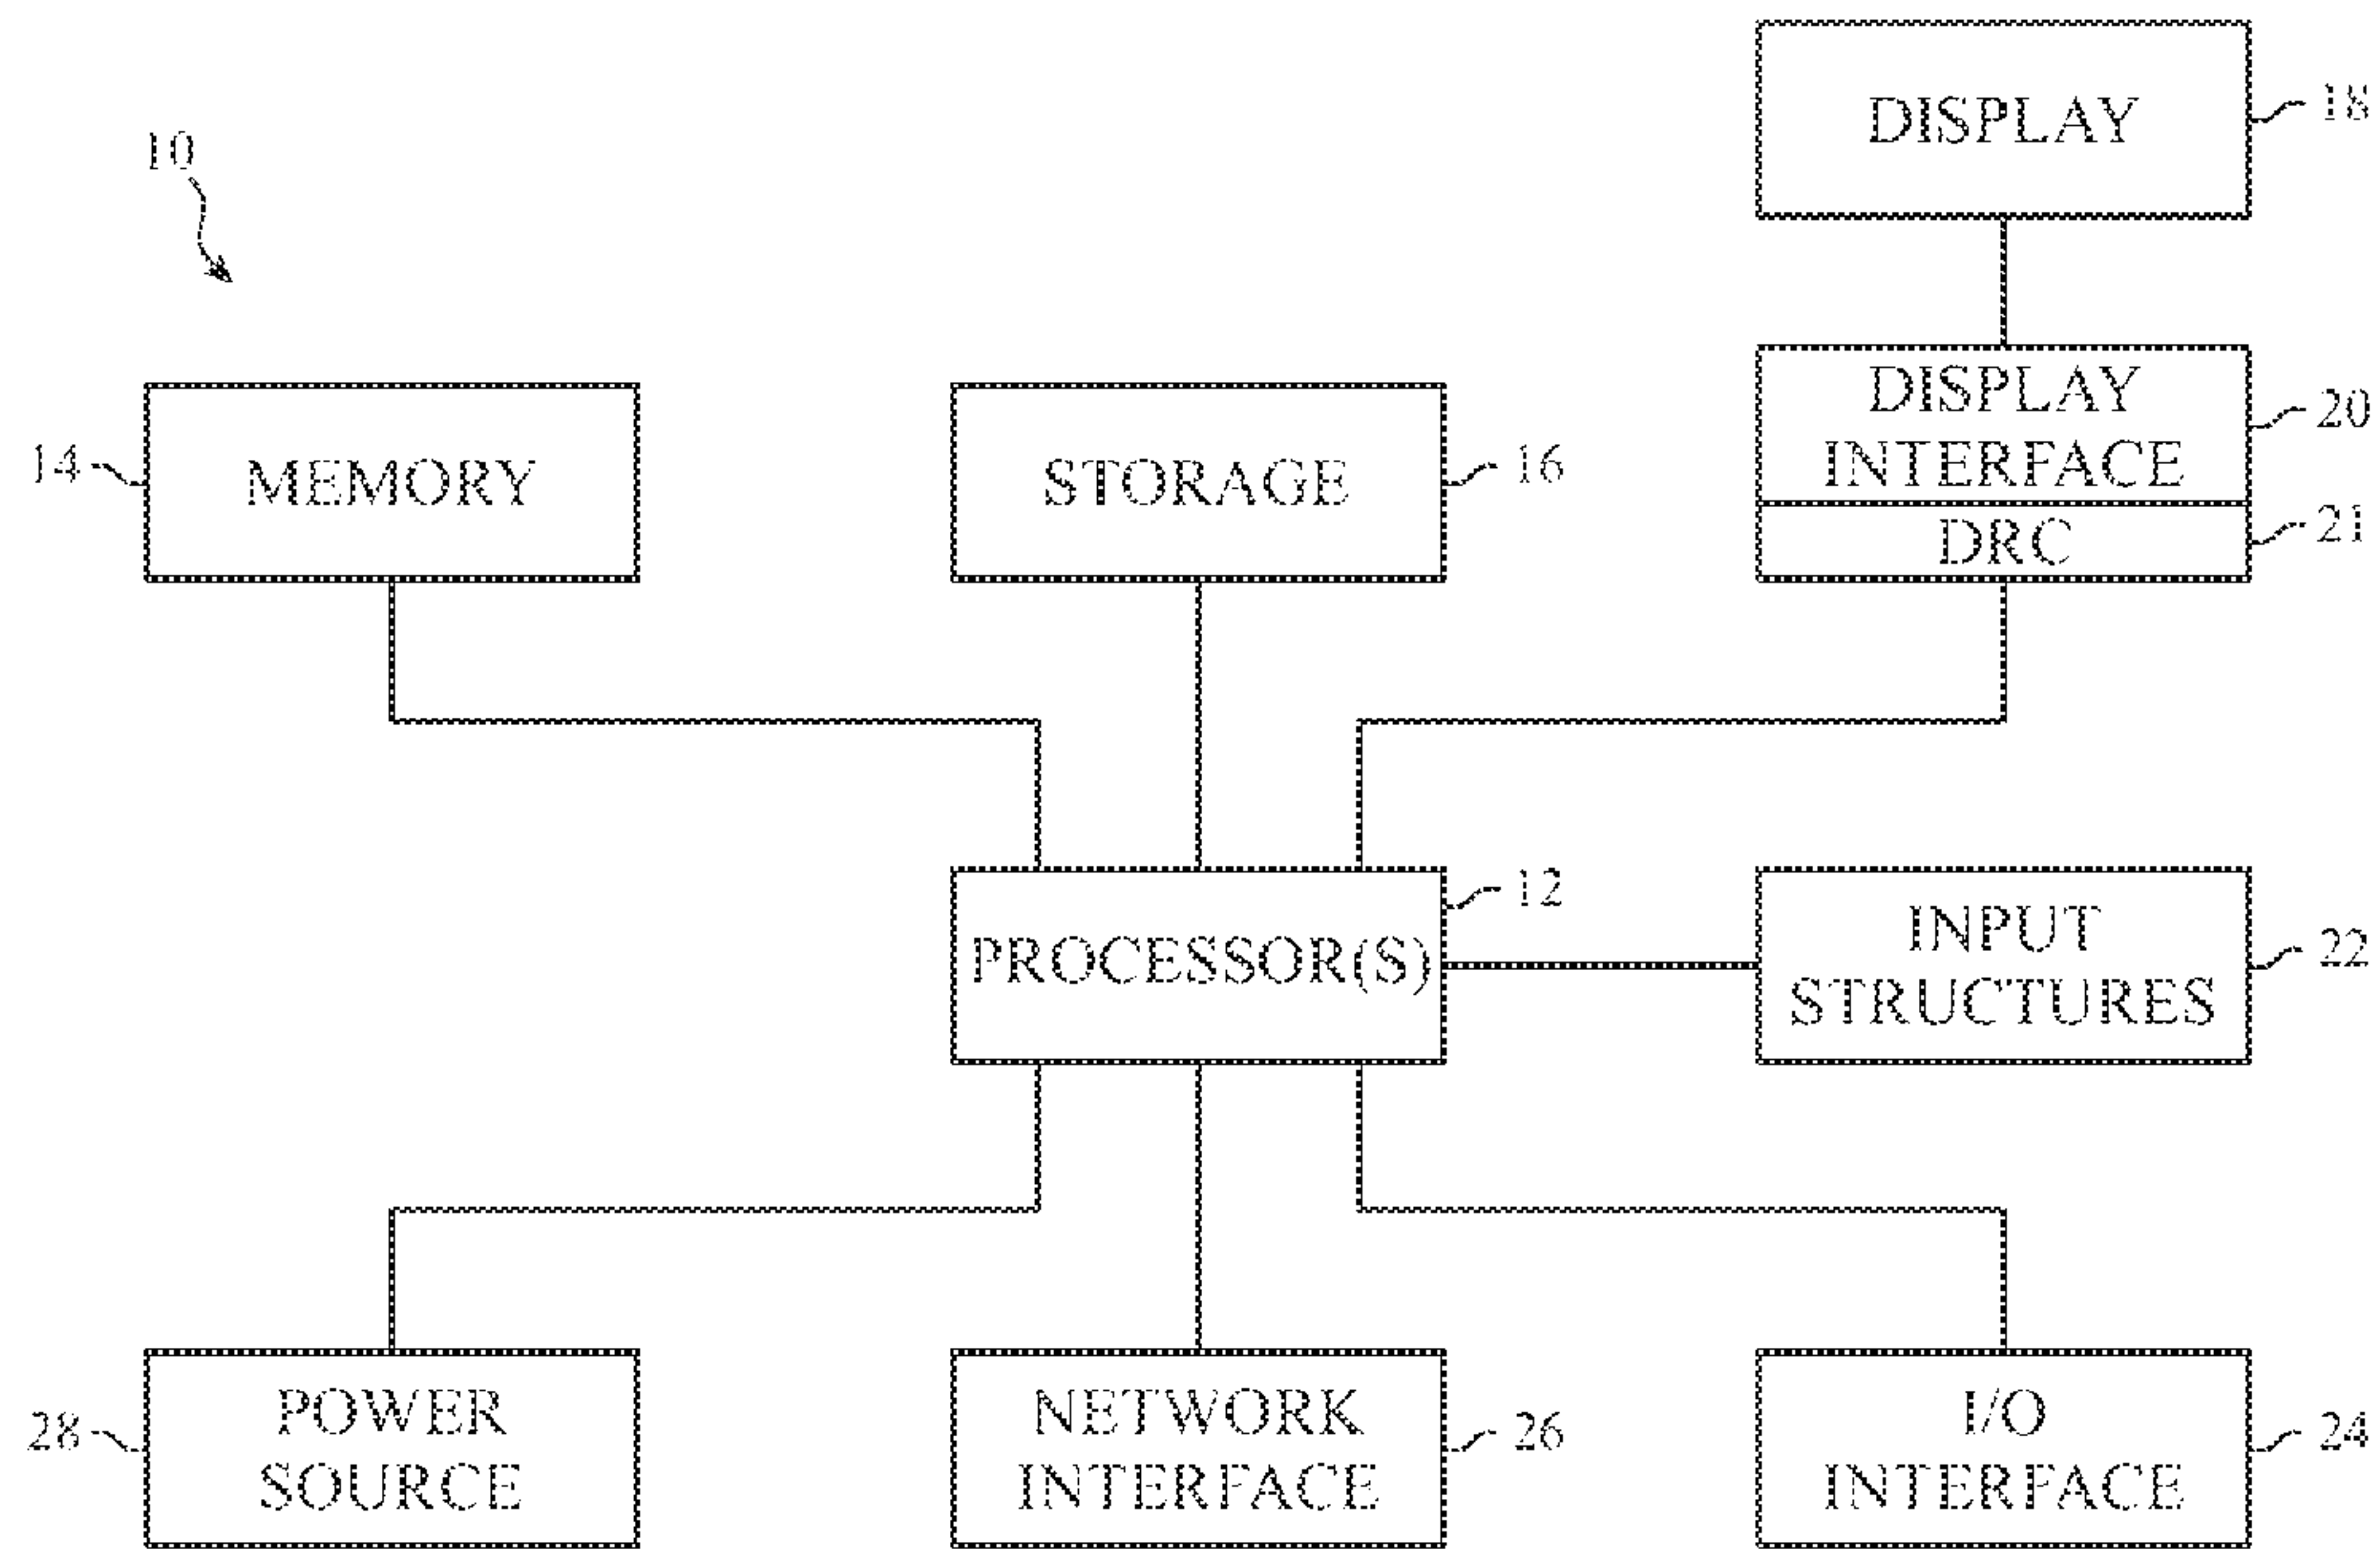 DISPLAY
18
10
DISPLAY
INTERFACE
20
14
MEMORY
STORAGE
16
DRC
21
12
PROCESSOR(S)
INPUT
STRUCTURES
22
28
POWER
SOURCE
NETWORK
INTERFACE
26
I/O
INTERFACE
24